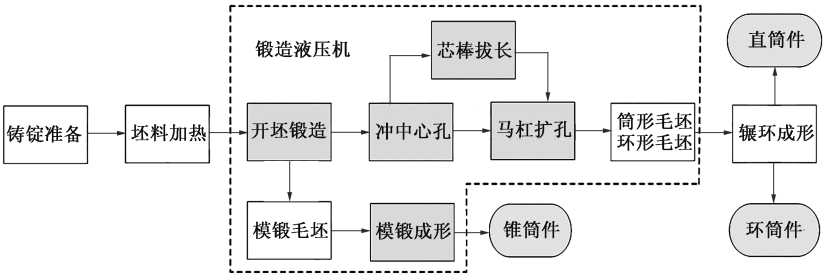 锻造液压机
芯棒拔长
直筒件
铸锭准备
坯料加热
开坯锻造
冲中心孔
马杠扩孔
筒形毛坯
环形毛坯
辗环成形
模锻毛坯
模锻成形
锥筒件
环筒件